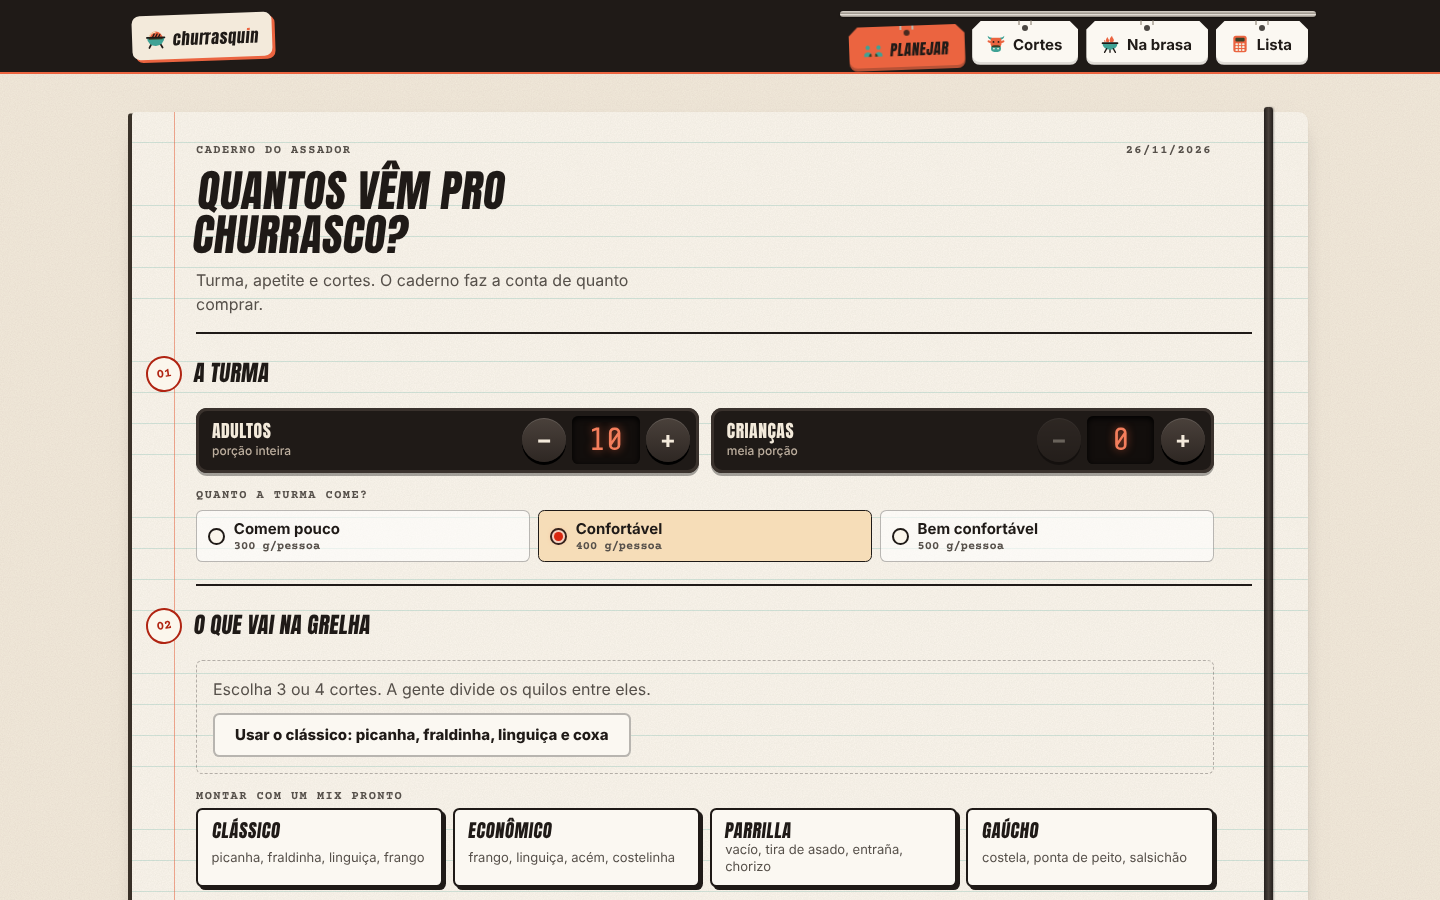 churrasquin
PLANEJAR
Cortes
Na brasa
Lista
CADERNO DO ASSADOR
26/11/2026
QUANTOS VÊM PRO
CHURRASCO?
Turma, apetite e cortes. O caderno faz a conta de quanto
comprar.
01
A TURMA
ADULTOS
porção inteira
−
10
+
CRIANÇAS
meia porção
−
0
+
QUANTO A TURMA COME?
Comem pouco
300 g/pessoa
Confortável
400 g/pessoa
Bem confortável
500 g/pessoa
02
O QUE VAI NA GRELHA
Escolha 3 ou 4 cortes. A gente divide os quilos entre eles.
Usar o clássico: picanha, fraldinha, linguiça e coxa
MONTAR COM UM MIX PRONTO
CLÁSSICO
picanha, fraldinha, linguiça, frango
ECONÔMICO
frango, linguiça, acém, costelinha
PARRILLA
vacío, tira de asado, entraña,
chorizo
GAÚCHO
costela, ponta de peito, salsichão